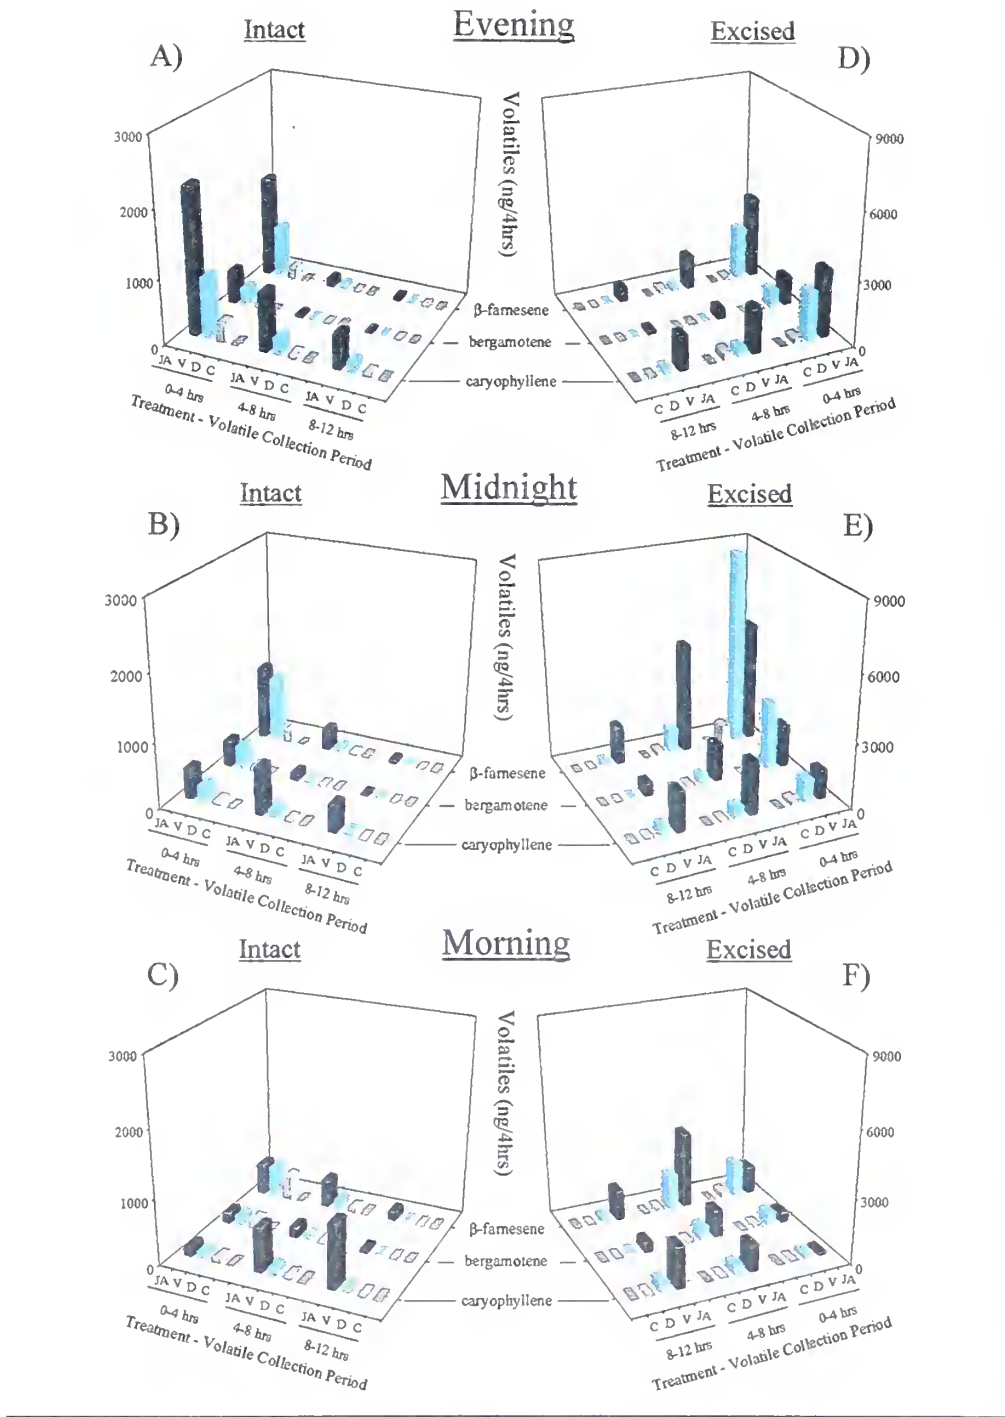 Evening
Intact
Excised
A)
D)
3000
2000
1000
0
Volatiles (ng/4hrs)
9000
6000
3000
0
β-farnesene
bergamotene
caryophyllene
JA V D C
JA V D C
JA V D C
0-4 hrs
4-8 hrs
8-12 hrs
Treatment - Volatile Collection Period
C D V JA
C D V JA
C D V JA
8-12 hrs
4-8 hrs
0-4 hrs
Treatment - Volatile Collection Period
Midnight
Intact
Excised
B)
E)
3000
2000
1000
0
Volatiles (ng/4hrs)
9000
6000
3000
0
β-farnesene
bergamotene
caryophyllene
JA V D C
JA V D C
JA V D C
0-4 hrs
4-8 hrs
8-12 hrs
Treatment - Volatile Collection Period
C D V JA
C D V JA
C D V JA
8-12 hrs
4-8 hrs
0-4 hrs
Treatment - Volatile Collection Period
Morning
Intact
Excised
C)
F)
3000
2000
1000
0
Volatiles (ng/4hrs)
9000
6000
3000
0
β-farnesene
bergamotene
caryophyllene
JA V D C
JA V D C
JA V D C
0-4 hrs
4-8 hrs
8-12 hrs
Treatment - Volatile Collection Period
C D V JA
C D V JA
C D V JA
8-12 hrs
4-8 hrs
0-4 hrs
Treatment - Volatile Collection Period